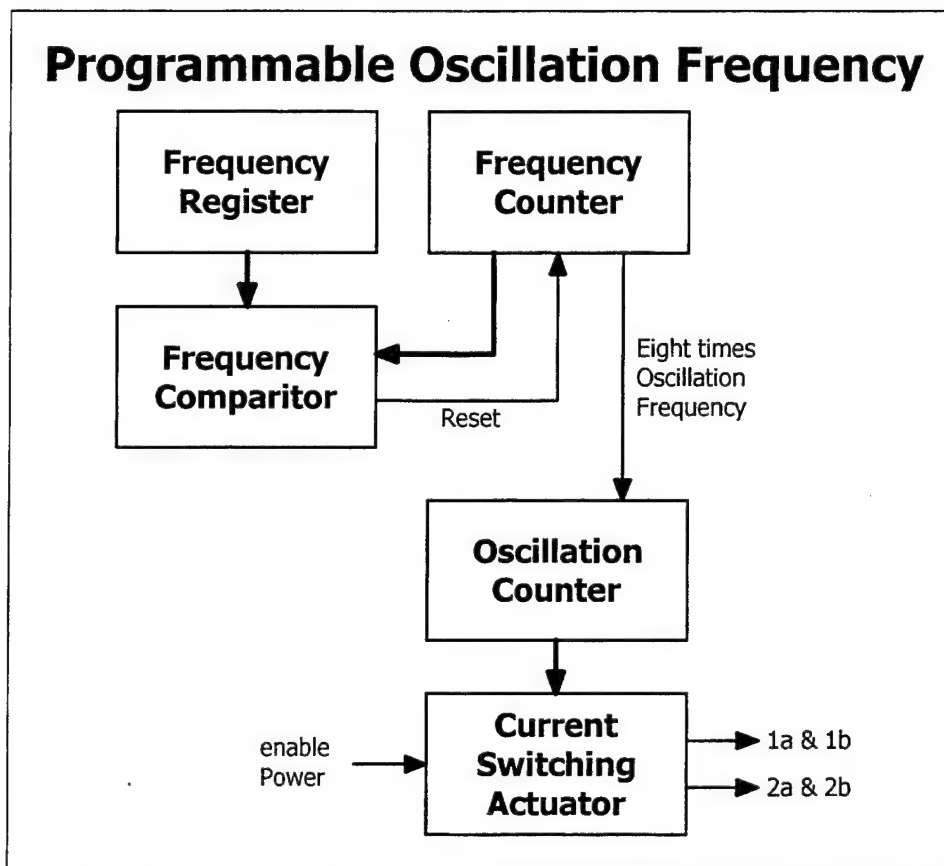 Programmable Oscillation Frequency
Frequency
Register
Frequency
Counter
Frequency
Comparitor
Reset
Eight times
Oscillation
Frequency
Oscillation
Counter
enable
Power
Current
Switching
Actuator
1a & 1b
2a & 2b